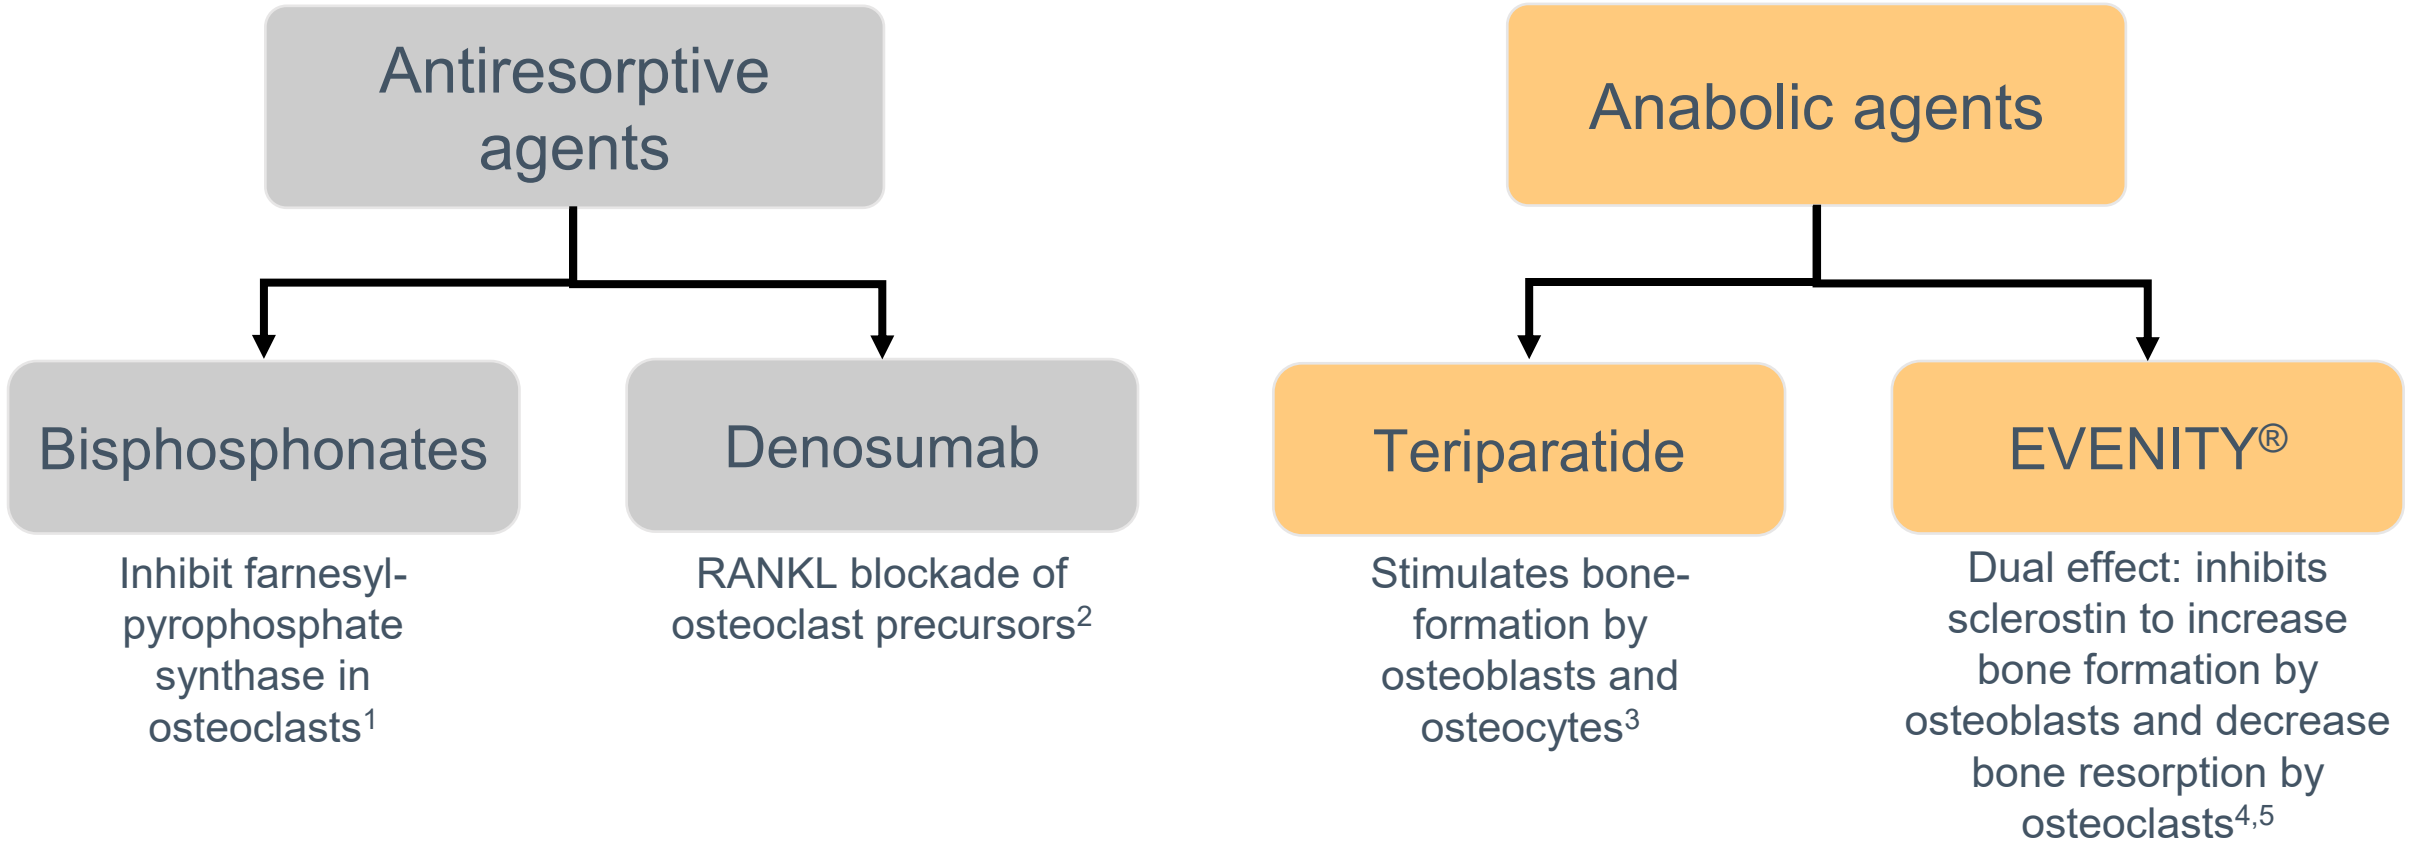 Antiresorptive
agents
Anabolic agents
Bisphosphonates
Denosumab
Teriparatide
EVENITY®
Inhibit farnesyl-
pyrophosphate
synthase in
osteoclasts¹
RANKL blockade of
osteoclast precursors²
Stimulates bone-
formation by
osteoblasts and
osteocytes³
Dual effect: inhibits
sclerostin to increase
bone formation by
osteoblasts and decrease
bone resorption by
osteoclasts⁴,⁵